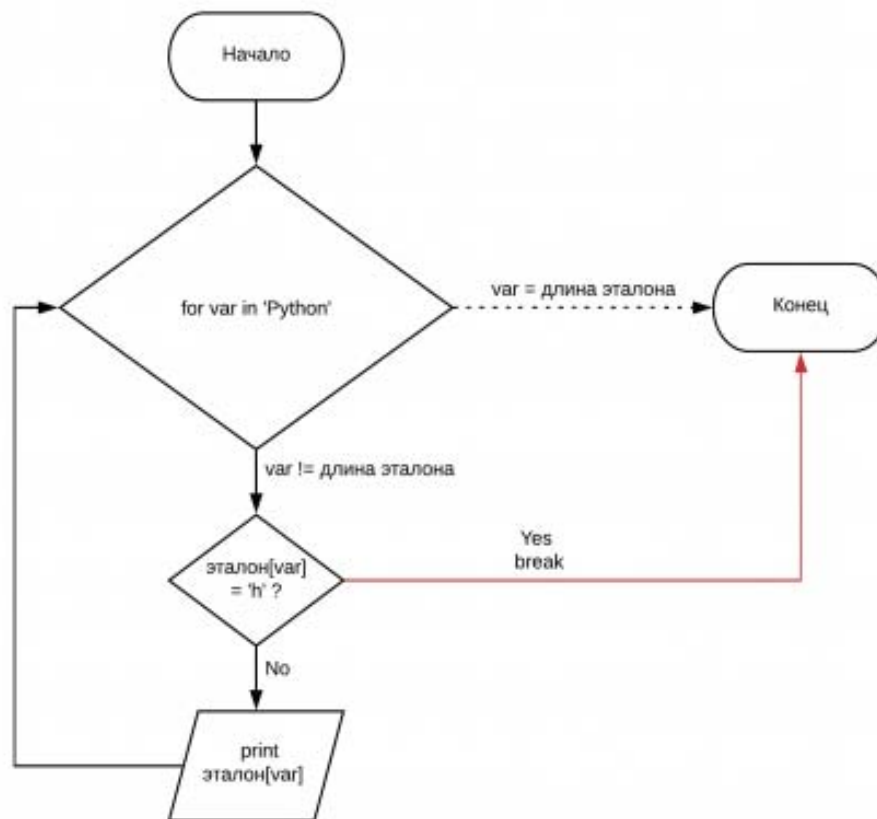 Начало
for var in 'Python'
var = длина эталона
Конец
var != длина эталона
эталон[var]
= 'h' ?
Yes
break
No
print
эталон[var]